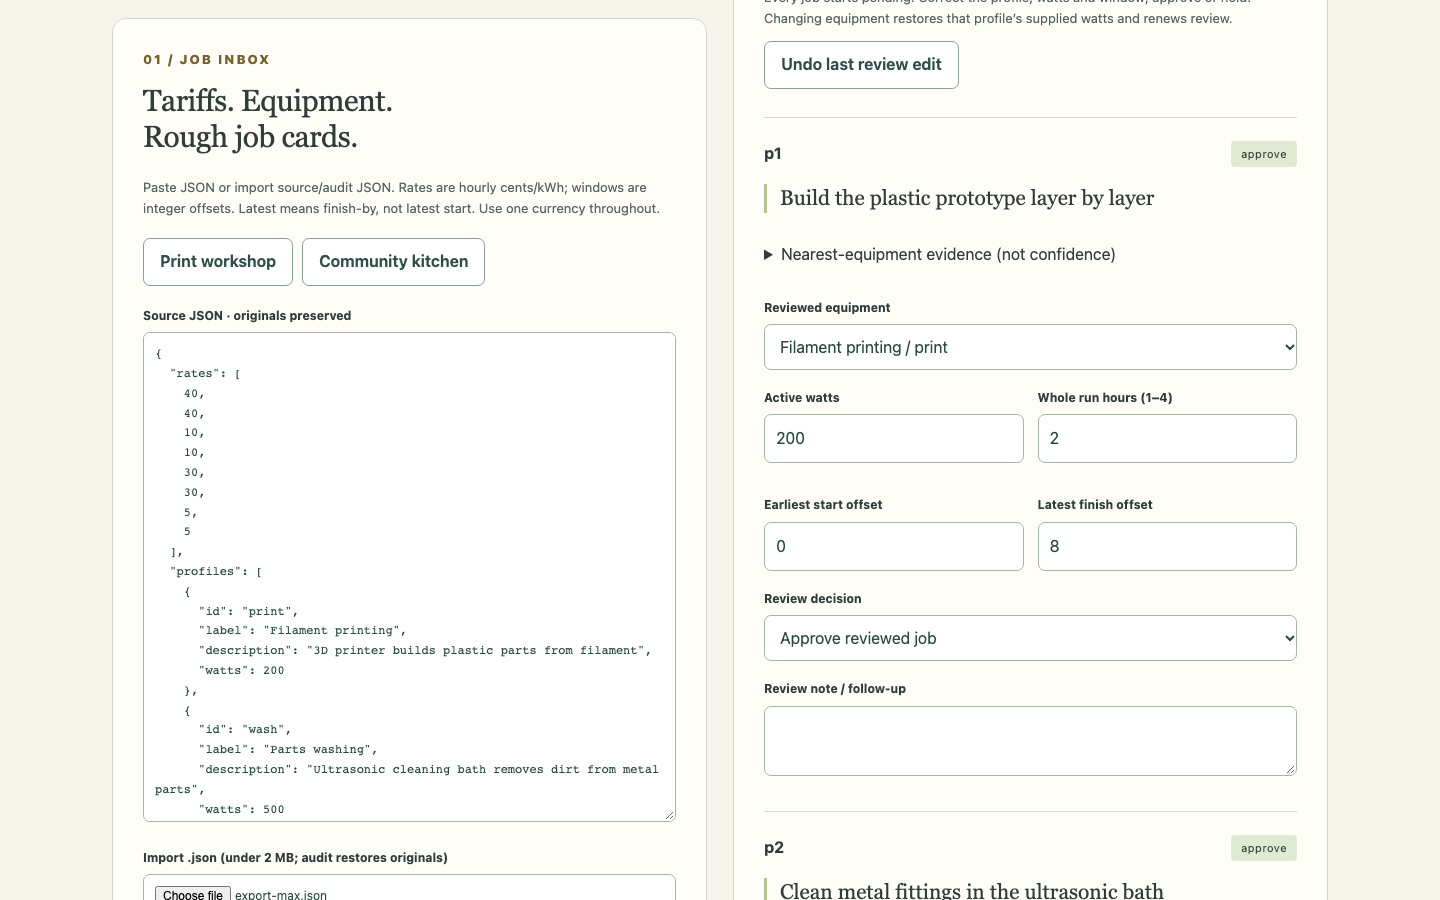 01 / JOB INBOX
Tariffs. Equipment.
Rough job cards.
Paste JSON or import source/audit JSON. Rates are hourly cents/kWh; windows are
integer offsets. Latest means finish-by, not latest start. Use one currency throughout.
Print workshop
Community kitchen
Source JSON · originals preserved
{
"rates": [
40,
40,
10,
10,
30,
30,
5,
5
],
"profiles": [
{
"id": "print",
"label": "Filament printing",
"description": "3D printer builds plastic parts from filament",
"watts": 200
},
{
"id": "wash",
"label": "Parts washing",
"description": "Ultrasonic cleaning bath removes dirt from metal
parts",
"watts": 500
Import .json (under 2 MB; audit restores originals)
Choose file export-max.json
Changing equipment restores that profile's supplied watts and renews review.
Undo last review edit
p1
approve
Build the plastic prototype layer by layer
▶ Nearest-equipment evidence (not confidence)
Reviewed equipment
Filament printing / print
Active watts
Whole run hours (1–4)
200
2
Earliest start offset
Latest finish offset
0
8
Review decision
Approve reviewed job
Review note / follow-up
p2
approve
Clean metal fittings in the ultrasonic bath